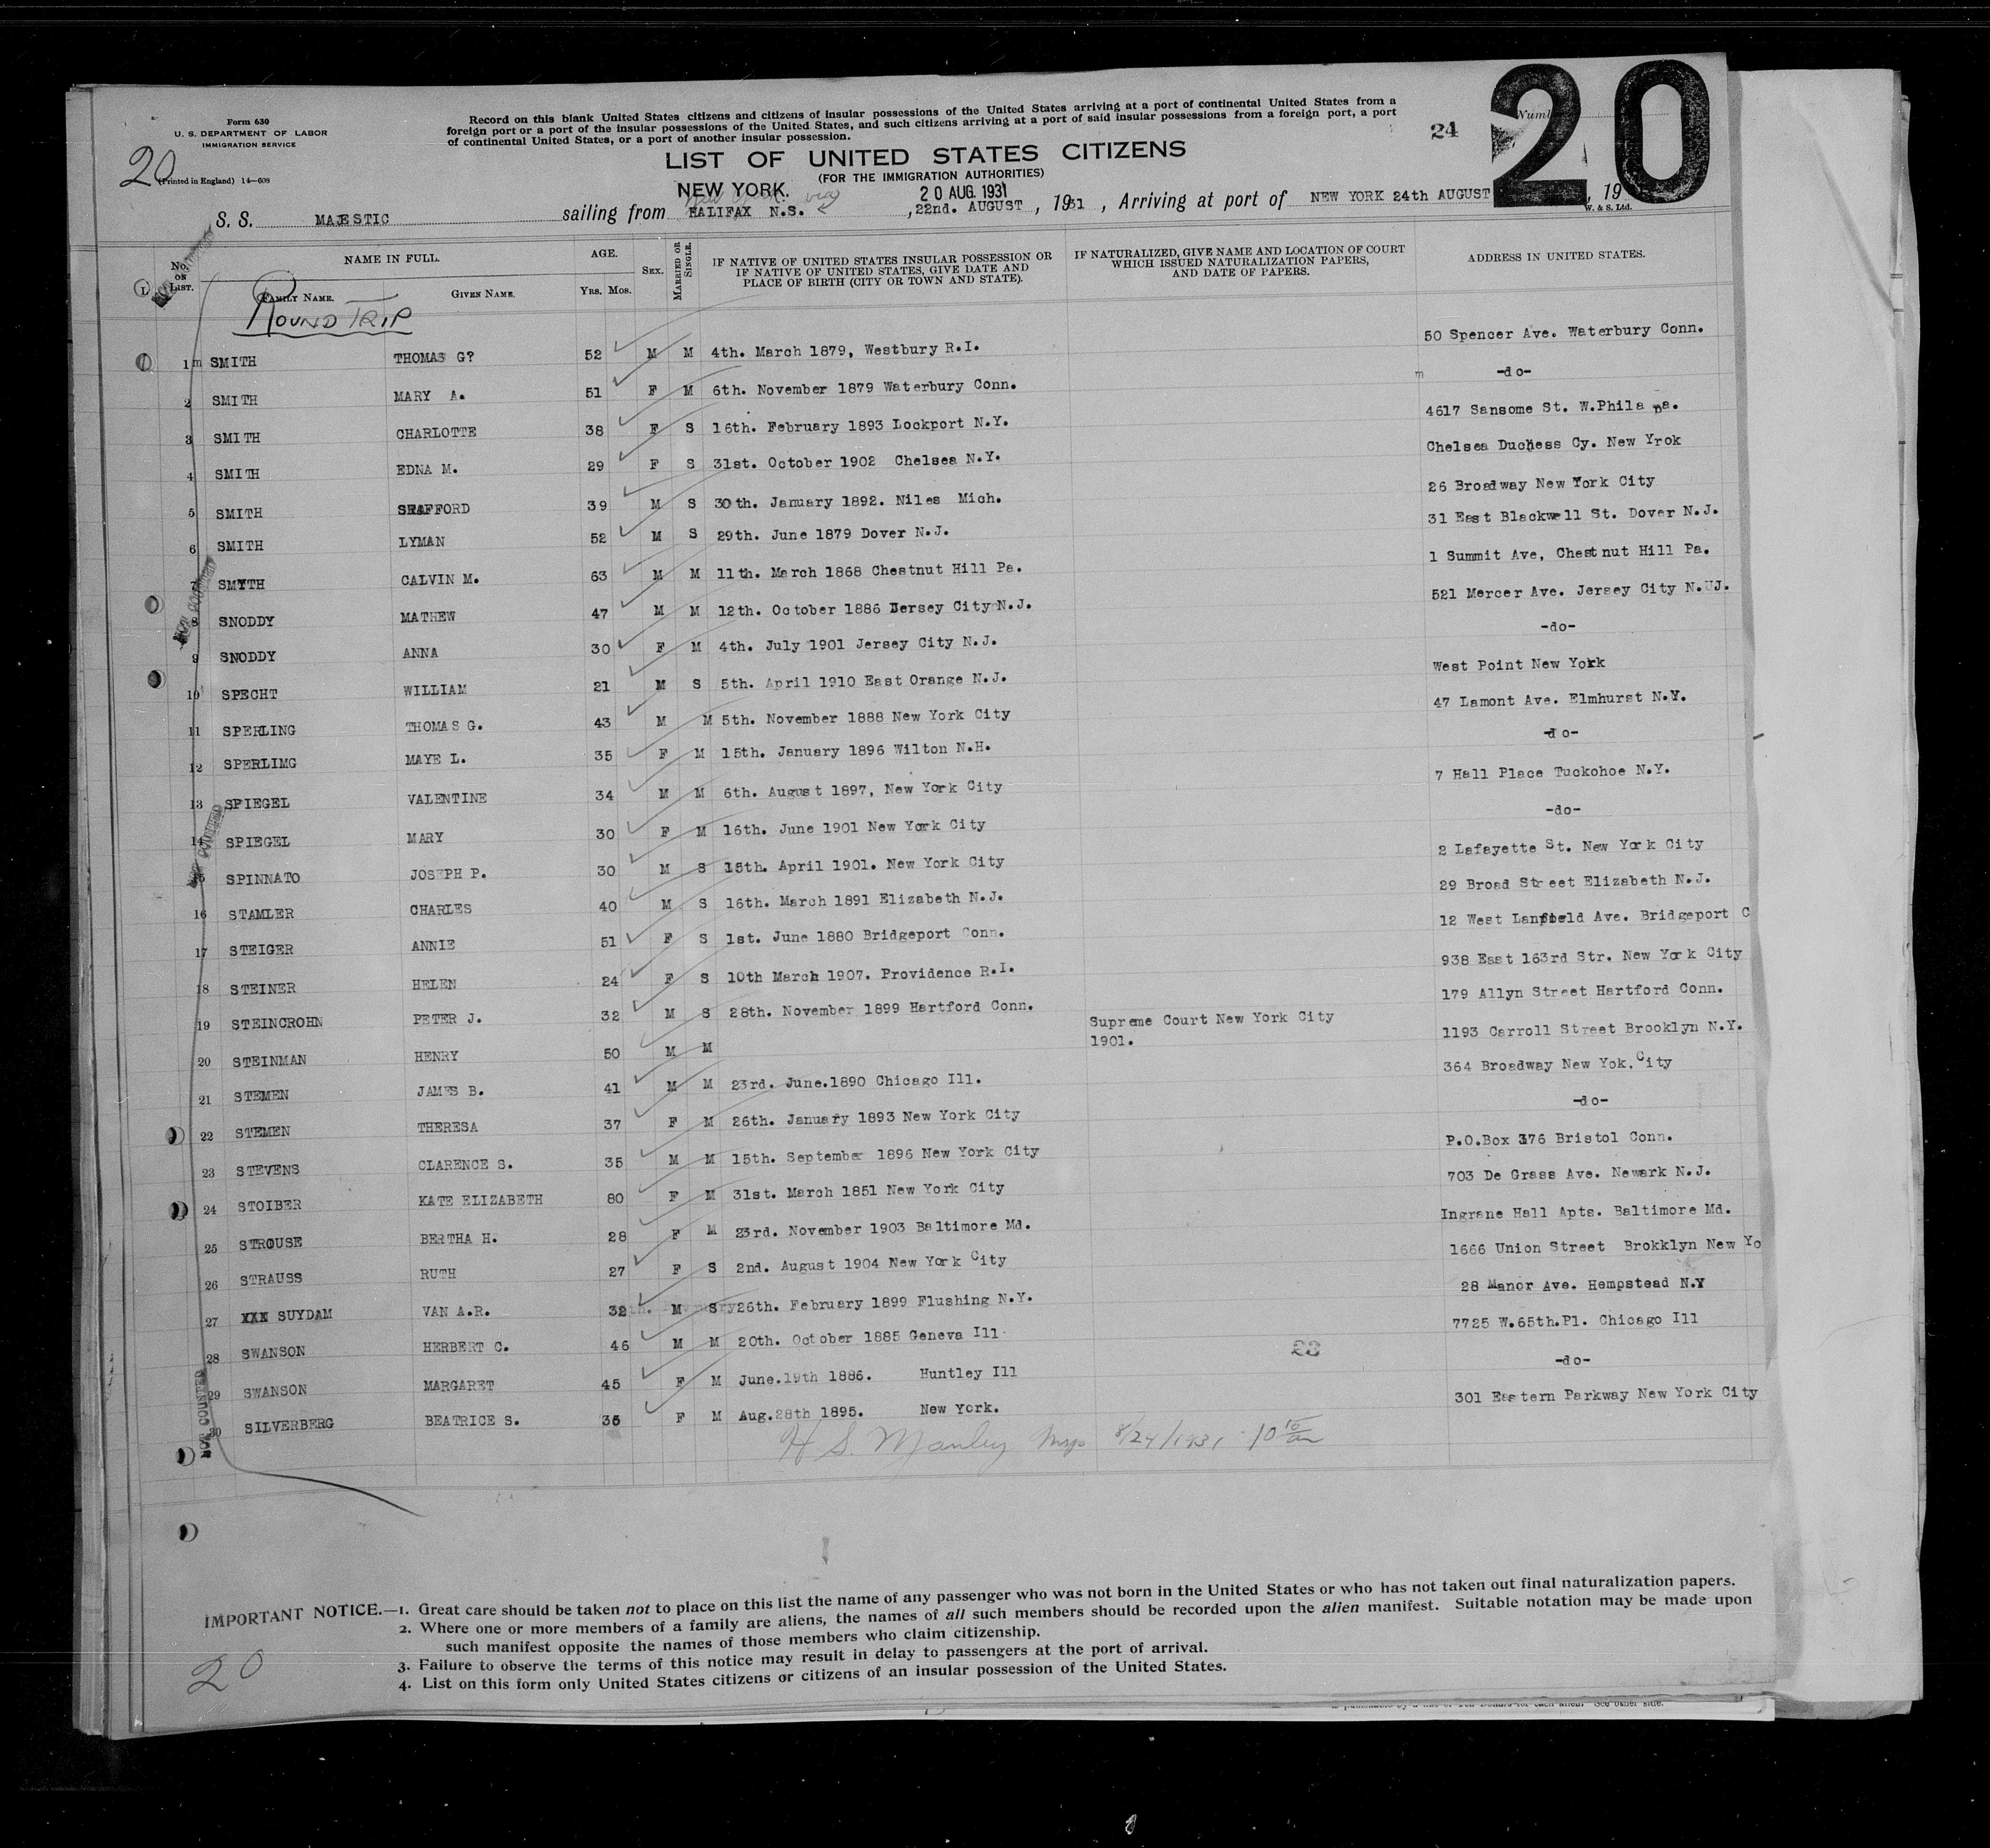 20
Form 630
U. S. DEPARTMENT OF LABOR
IMMIGRATION SERVICE
20
(Printed in England) 14—608
Record on this blank United States citizens and citizens of insular possessions of the United States arriving at a port of continental United States from a
foreign port or a port of the insular possessions of the United States, and such citizens arriving at a port of said insular possessions from a foreign port, a port
of continental United States, or a port of another insular possession.
24
LIST OF UNITED STATES CITIZENS
(FOR THE IMMIGRATION AUTHORITIES)
NEW YORK. 20 AUG. 1931
New York via
S. S. MAJESTIC sailing from HALIFAX N.S. , 22nd. AUGUST , 1931 , Arriving at port of NEW YORK 24th AUGUST , 19
W. & S. Ltd.
No. ON LIST. NAME IN FULL. AGE. SEX. MARRIED OR SINGLE. IF NATIVE OF UNITED STATES INSULAR POSSESSION OR IF NATIVE OF UNITED STATES, GIVE DATE AND PLACE OF BIRTH (CITY OR TOWN AND STATE). IF NATURALIZED, GIVE NAME AND LOCATION OF COURT WHICH ISSUED NATURALIZATION PAPERS, AND DATE OF PAPERS. ADDRESS IN UNITED STATES.
FAMILY NAME. GIVEN NAME. YRS. MOS.
ROUND TRIP
1 m SMITH THOMAS G? 52 M M 4th. March 1879, Westbury R.I. 50 Spencer Ave. Waterbury Conn.
2 SMITH MARY A. 51 F M 6th. November 1879 Waterbury Conn. m -do-
3 SMITH CHARLOTTE 38 F S 16th. February 1893 Lockport N.Y. 4617 Sansome St. W.Phila Pa.
4 SMITH EDNA M. 29 F S 31st. October 1902 Chelsea N.Y. Chelsea Duchess Cy. New Yrok
5 SMITH 39 M S 30th. January 1892. Niles Mich. 26 Broadway New York City
6 SMITH LYMAN 52 M S 29th. June 1879 Dover N.J. 31 East Blackwell St. Dover N.J.
7 SMYTH CALVIN M. 63 M M 11th. March 1868 Chestnut Hill Pa. 1 Summit Ave, Chestnut Hill Pa.
8 SNODDY MATHEW 47 M M 12th. October 1886 Jersey City N.J. 521 Mercer Ave. Jersey City N.UJ.
9 SNODDY ANNA 30 F M 4th. July 1901 Jersey City N.J. -do-
10 SPECHT WILLIAM 21 M S 5th. April 1910 East Orange N.J. West Point New York
11 SPERLING THOMAS G. 43 M M 5th. November 1888 New York City 47 Lamont Ave. Elmhurst N.Y.
12 SPERLIMG MAYE L. 35 F M 15th. January 1896 Wilton N.H. -do-
13 SPIEGEL VALENTINE 34 M M 6th. August 1897, New York City 7 Hall Place Tuckohoe N.Y.
14 SPIEGEL MARY 30 F M 16th. June 1901 New York City -do-
15 SPINNATO JOSEPH P. 30 M S 15th. April 1901. New York City 2 Lafayette St. New York City
16 STAMLER CHARLES 40 M S 16th. March 1891 Elizabeth N.J. 29 Broad Street Elizabeth N.J.
17 STEIGER ANNIE 51 F S 1st. June 1880 Bridgeport Conn. 12 West Ave. Bridgeport C
18 STEINER HELEN 24 F S 10th March 1907. Providence R.I. 938 East 163rd Str. New York City
19 STEINCROHN PETER J. 32 M S 28th. November 1899 Hartford Conn. 179 Allyn Street Hartford Conn.
20 STEINMAN HENRY 50 M M Supreme Court New York City 1901. 1193 Carroll Street Brooklyn N.Y.
21 STEMEN JAMES B. 41 M M 23rd. June.1890 Chicago Ill. 364 Broadway New Yok. City
22 STEMEN THERESA 37 F M 26th. January 1893 New York City -do-
23 STEVENS CLARENCE S. 35 M M 15th. September 1896 New York City P.O.Box 376 Bristol Conn.
24 STOIBER KATE ELIZABETH 80 F M 31st. March 1851 New York City 703 De Grass Ave. Newark N.J.
25 STROUSE BERTHA H. 28 F M 23rd. November 1903 Baltimore Md. Ingrane Hall Apts. Baltimore Md.
26 STRAUSS RUTH 27 F S 2nd. August 1904 New York City 1666 Union Street Brokklyn New Yo
27 XXX SUYDAM VAN A.R. 32 M S 26th. February 1899 Flushing N.Y. 28 Manor Ave. Hempstead N.Y
28 SWANSON HERBERT C. 46 M M 20th. October 1885 Geneva Ill 7725 W.65th.Pl. Chicago Ill
29 SWANSON MARGARET 45 F M June.19th 1886. Huntley Ill -do-
30 SILVERBERG BEATRICE S. 36 F M Aug.28th 1895. New York. 301 Eastern Parkway New York City
NOT COUNTED
H S. Manley 8/24/1931 10 10/am
IMPORTANT NOTICE.—1. Great care should be taken not to place on this list the name of any passenger who was not born in the United States or who has not taken out final naturalization papers.
2. Where one or more members of a family are aliens, the names of all such members should be recorded upon the alien manifest. Suitable notation may be made upon
such manifest opposite the names of those members who claim citizenship.
3. Failure to observe the terms of this notice may result in delay to passengers at the port of arrival.
4. List on this form only United States citizens or citizens of an insular possession of the United States.
20